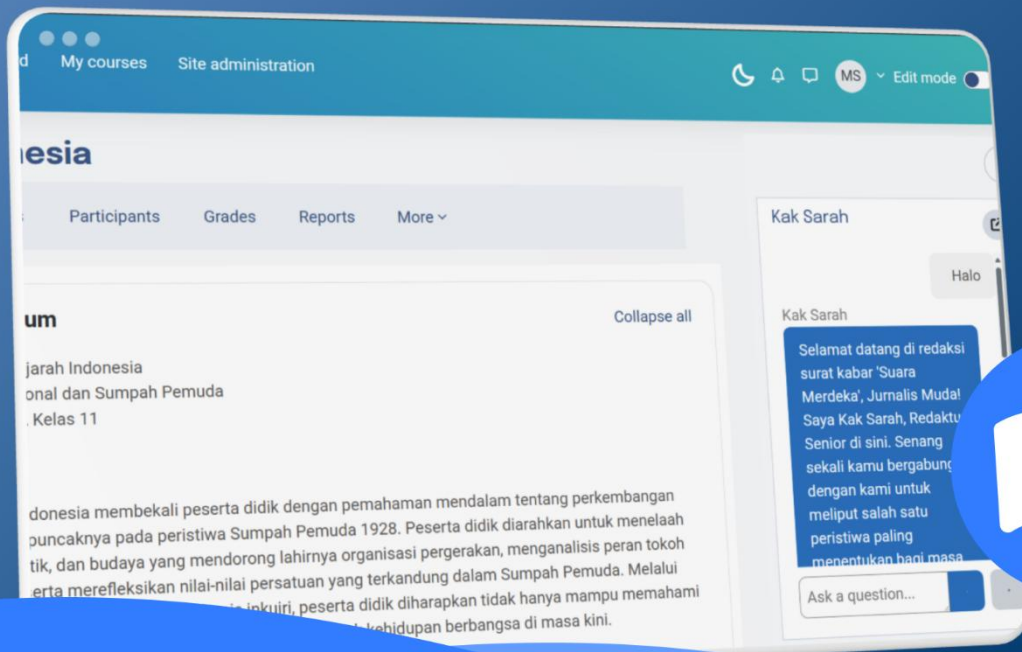 d My courses Site administration
MS Edit mode
esia
Participants Grades Reports More
um
Collapse all
jarah Indonesia
onal dan Sumpah Pemuda
. Kelas 11
donesia membekali peserta didik dengan pemahaman mendalam tentang perkembangan
puncaknya pada peristiwa Sumpah Pemuda 1928. Peserta didik diarahkan untuk menelaah
tik, dan budaya yang mendorong lahirnya organisasi pergerakan, menganalisis peran tokoh
erta merefleksikan nilai-nilai persatuan yang terkandung dalam Sumpah Pemuda. Melalui
inkuiri, peserta didik diharapkan tidak hanya mampu memahami
kehidupan berbangsa di masa kini.
Kak Sarah
Halo
Kak Sarah
Selamat datang di redaksi
surat kabar 'Suara
Merdeka', Jurnalis Muda!
Saya Kak Sarah, Redaktu
Senior di sini. Senang
sekali kamu bergabung
dengan kami untuk
meliput salah satu
peristiwa paling
menentukan bagi masa
Ask a question...